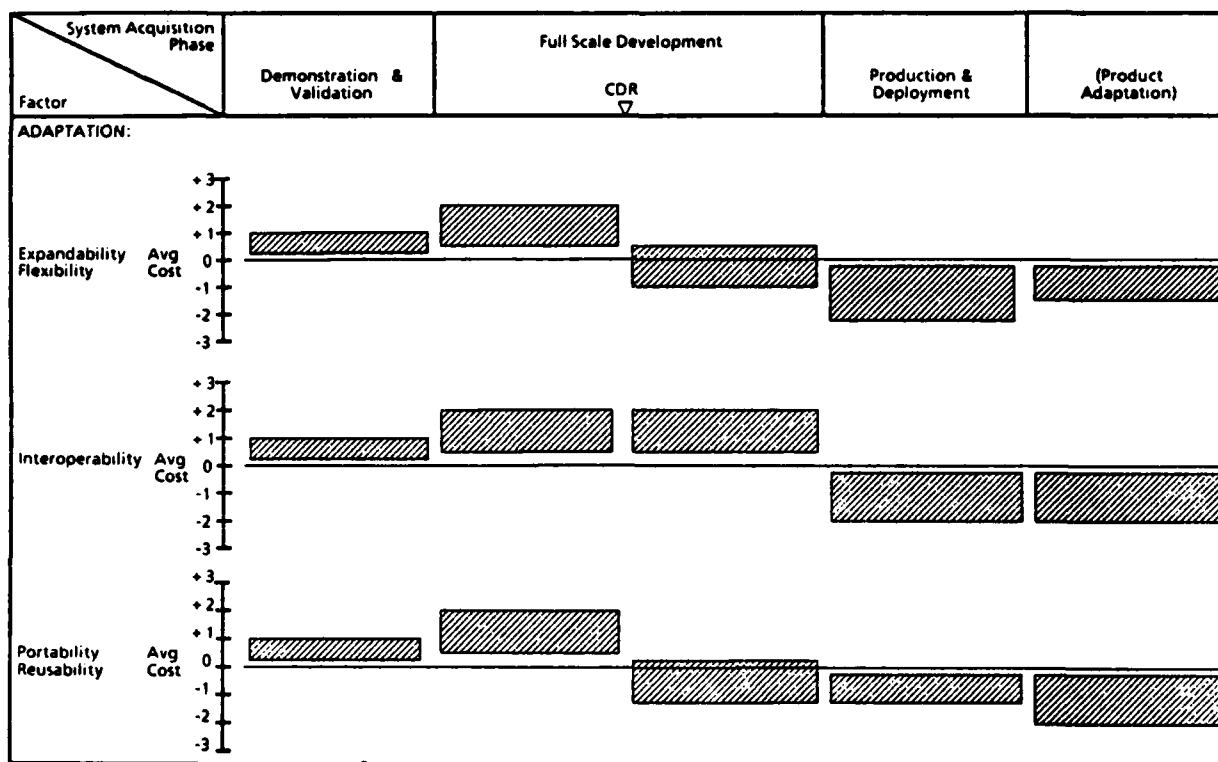 System Acquisition
Phase
Factor
Demonstration &
Validation
Full Scale Development
CDR
Production &
Deployment
(Product
Adaptation)
ADAPTATION:
Expandability
Flexibility
Avg
Cost
+ 3
+ 2
+ 1
0
-1
-2
-3
Interoperability
Avg
Cost
+ 3
+ 2
+ 1
0
-1
-2
-3
Portability
Reusability
Avg
Cost
+ 3
+ 2
+ 1
0
-1
-2
-3